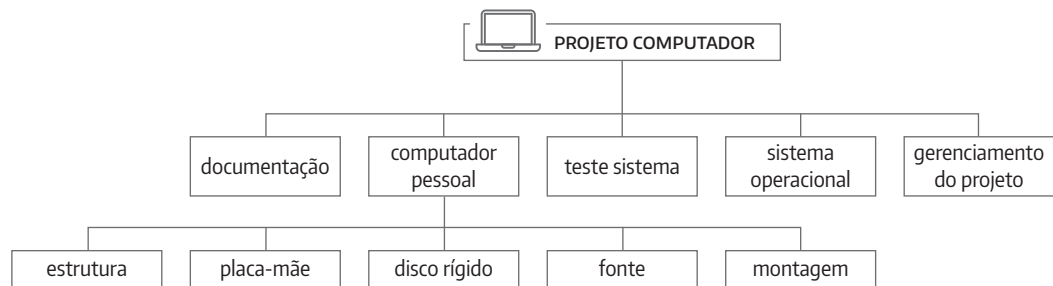 PROJETO COMPUTADOR
documentação
computador
pessoal
teste sistema
sistema
operacional
gerenciamento
do projeto
estrutura
placa-mãe
disco rígido
fonte
montagem